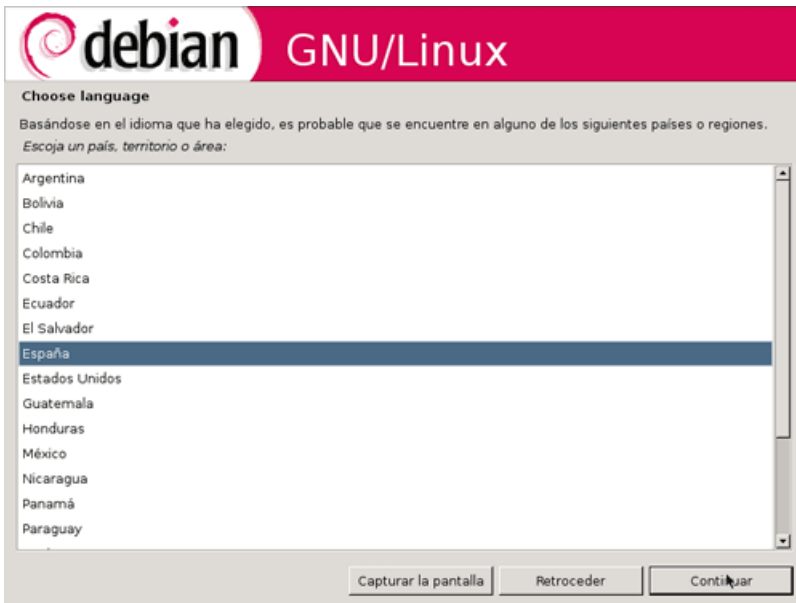 debian GNU/Linux
Choose language
Basándose en el idioma que ha elegido, es probable que se encuentre en alguno de los siguientes países o regiones.
Escoja un país, territorio o área:
Argentina
Bolivia
Chile
Colombia
Costa Rica
Ecuador
El Salvador
España
Estados Unidos
Guatemala
Honduras
México
Nicaragua
Panamá
Paraguay
Capturar la pantalla Retroceder Continuar